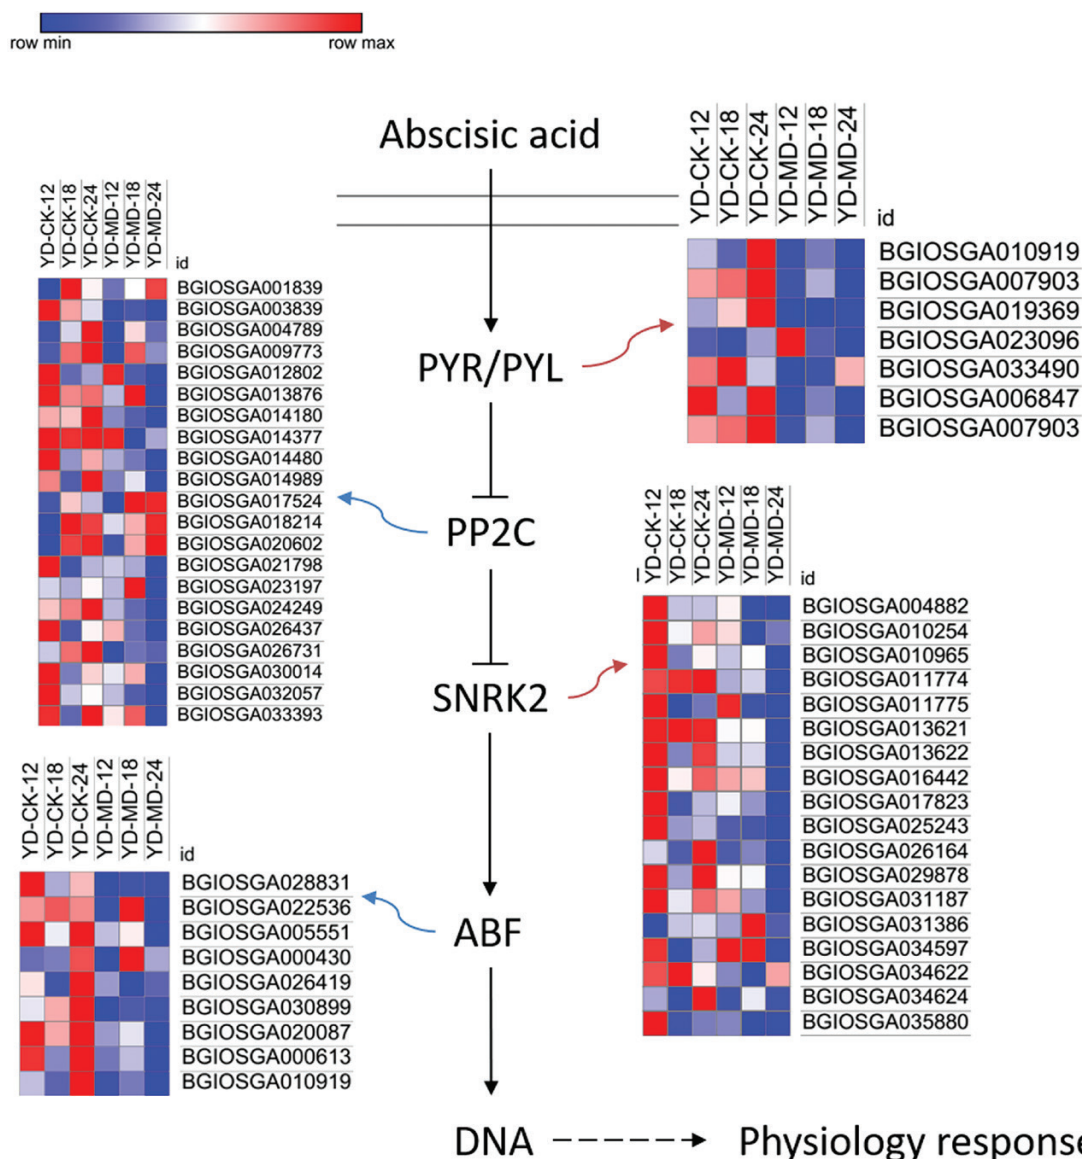 row min row max
Abscisic acid
YD-CK-12
YD-CK-18
YD-CK-24
YD-MD-12
YD-MD-18
YD-MD-24
id
BGIOSGA010919
BGIOSGA007903
BGIOSGA019369
BGIOSGA023096
BGIOSGA033490
BGIOSGA006847
BGIOSGA007903
YD-CK-12
YD-CK-18
YD-CK-24
YD-MD-12
YD-MD-18
YD-MD-24
id
BGIOSGA001839
BGIOSGA003839
BGIOSGA004789
BGIOSGA009773
BGIOSGA012802
BGIOSGA013876
BGIOSGA014180
BGIOSGA014377
BGIOSGA014480
BGIOSGA014989
BGIOSGA017524
BGIOSGA018214
BGIOSGA020602
BGIOSGA021798
BGIOSGA023197
BGIOSGA024249
BGIOSGA026437
BGIOSGA026731
BGIOSGA030014
BGIOSGA032057
BGIOSGA033393
PYR/PYL
PP2C
SNRK2
YD-CK-12
YD-CK-18
YD-CK-24
YD-MD-12
YD-MD-18
YD-MD-24
id
BGIOSGA004882
BGIOSGA010254
BGIOSGA010965
BGIOSGA011774
BGIOSGA011775
BGIOSGA013621
BGIOSGA013622
BGIOSGA016442
BGIOSGA017823
BGIOSGA025243
BGIOSGA026164
BGIOSGA029878
BGIOSGA031187
BGIOSGA031386
BGIOSGA034597
BGIOSGA034622
BGIOSGA034624
BGIOSGA035880
YD-CK-12
YD-CK-18
YD-CK-24
YD-MD-12
YD-MD-18
YD-MD-24
id
BGIOSGA028831
BGIOSGA022536
BGIOSGA005551
BGIOSGA000430
BGIOSGA026419
BGIOSGA030899
BGIOSGA020087
BGIOSGA000613
BGIOSGA010919
ABF
DNA Physiology response